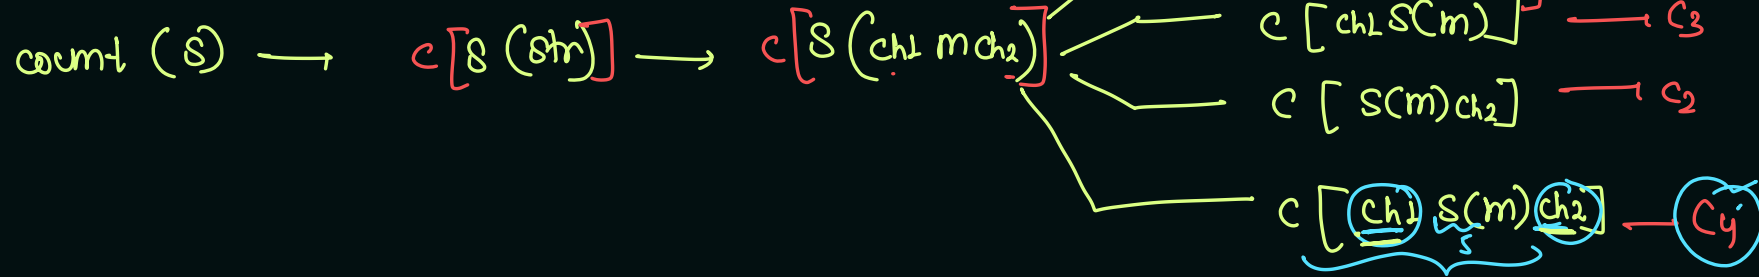 count (S) → C[S(str)] → C[S(ch1 m ch2)]
C[ch1 S(m)] — C3
C[S(m)ch2] — C2
C[ch1 S(m) ch2] — C4
S